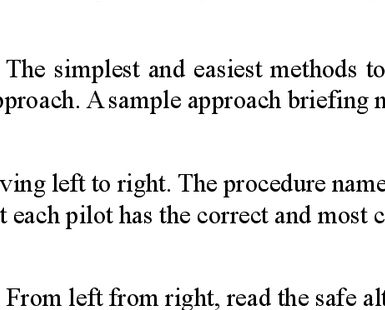 The simplest and easiest methods to
pproach. A sample approach briefing
ving left to right. The procedure name
t each pilot has the correct and most
From left from right, read the safe alt